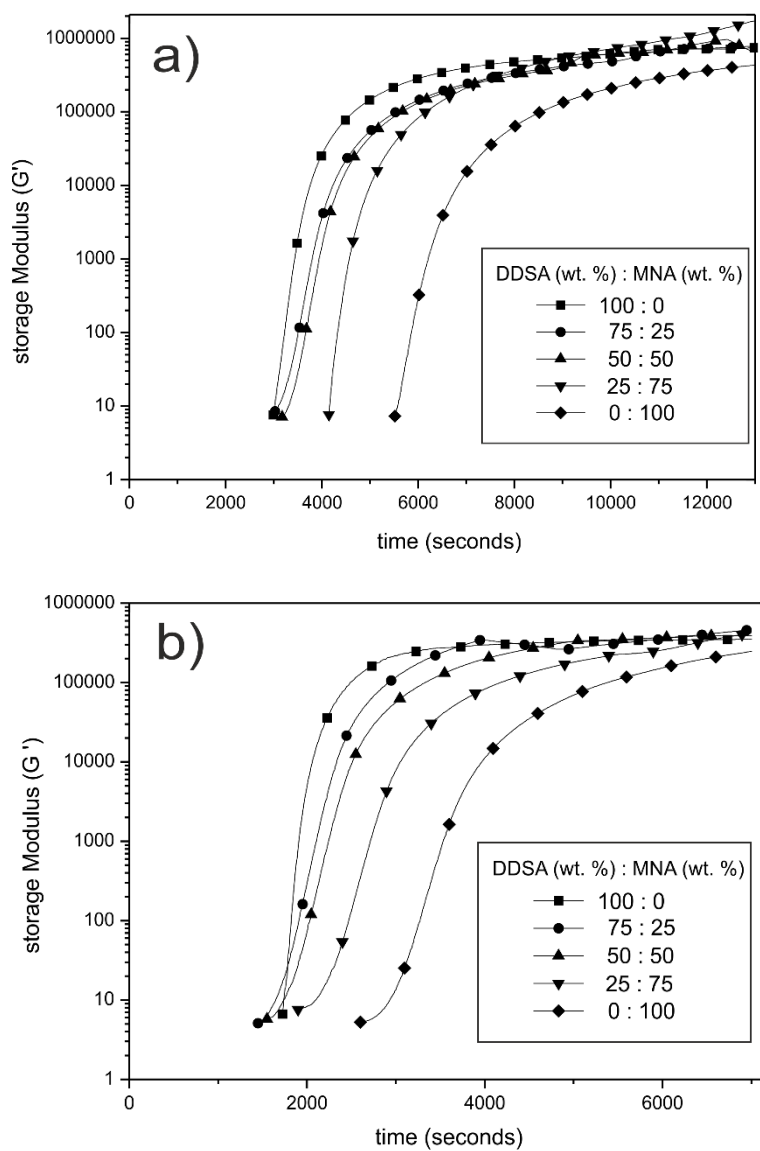 a)
storage Modulus (G')
1000000
100000
10000
1000
100
10
1
DDSA (wt. %) : MNA (wt. %)
100 : 0
75 : 25
50 : 50
25 : 75
0 : 100
0 2000 4000 6000 8000 10000 12000
time (seconds)
b)
storage Modulus (G ')
1000000
100000
10000
1000
100
10
1
DDSA (wt. %) : MNA (wt. %)
100 : 0
75 : 25
50 : 50
25 : 75
0 : 100
0 2000 4000 6000
time (seconds)